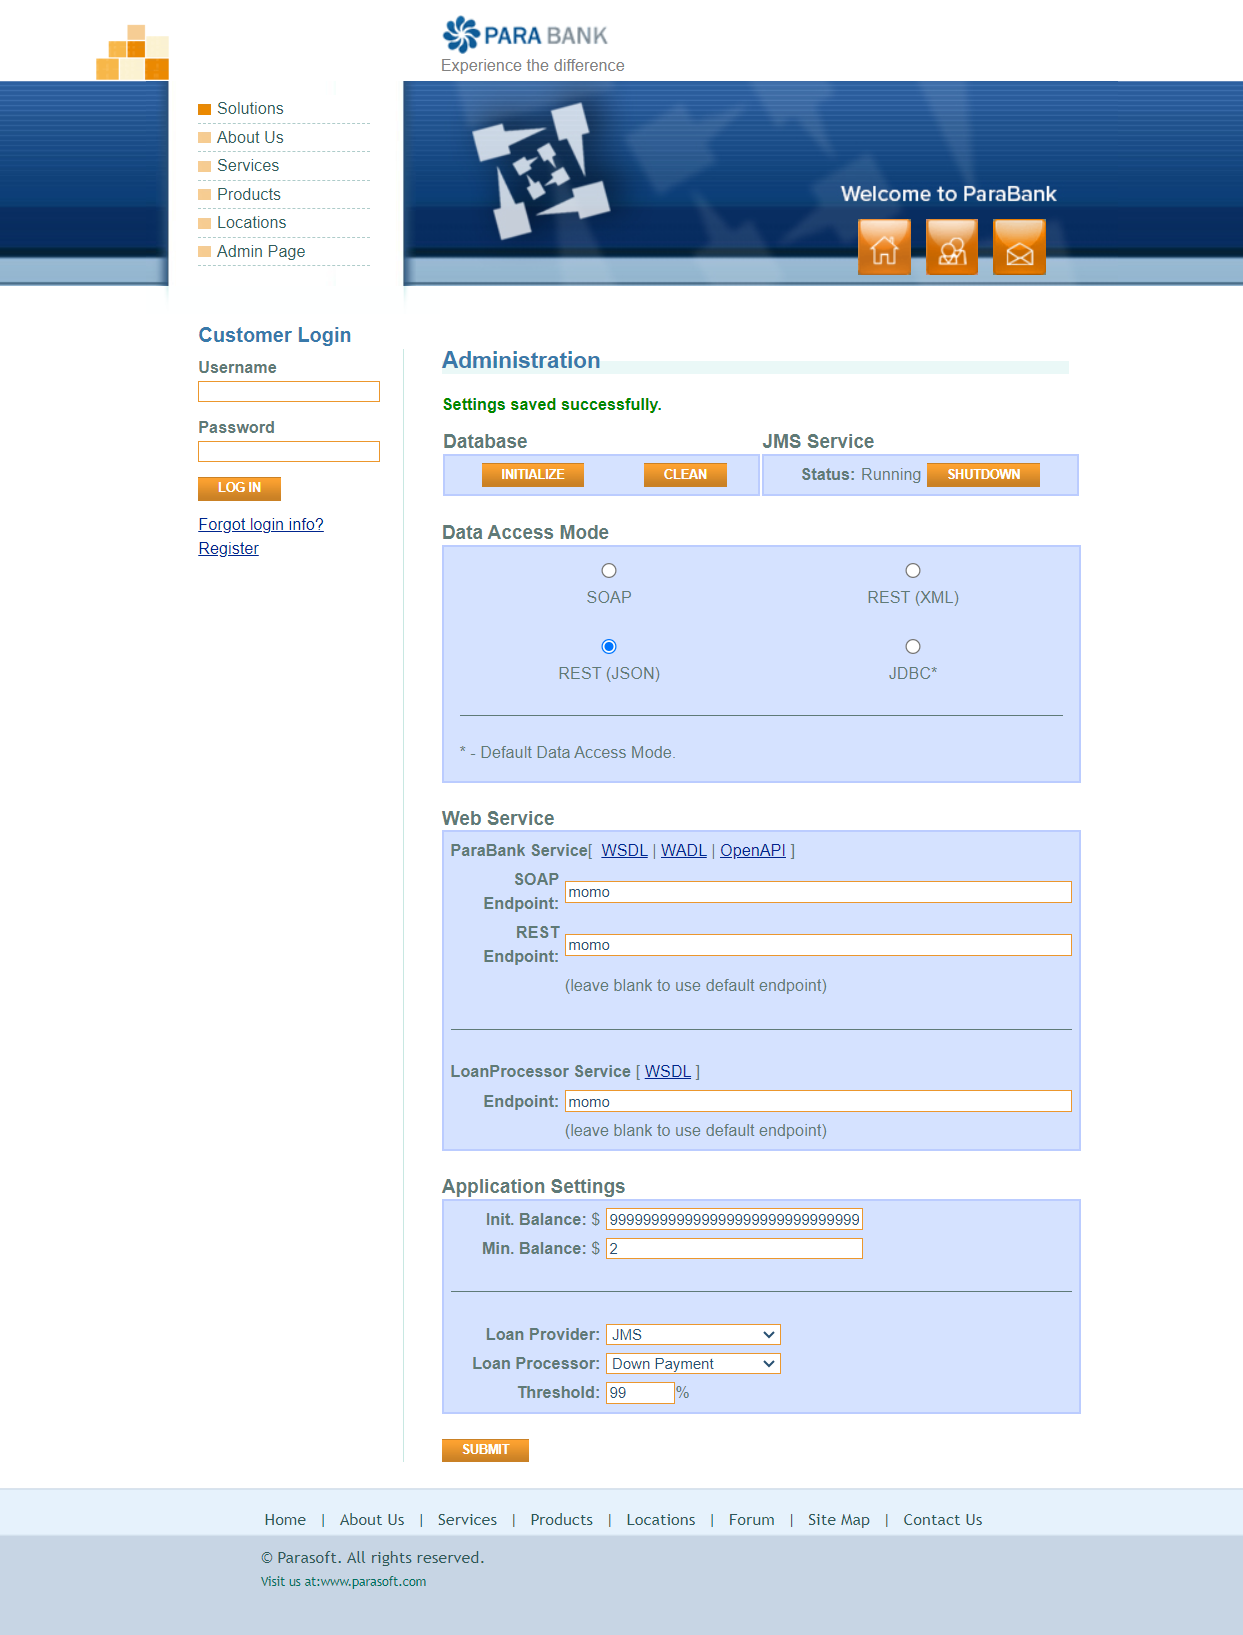 PARA BANK
Experience the difference
Solutions
About Us
Services
Products
Locations
Admin Page
Welcome to ParaBank
Customer Login
Username
Password
LOG IN
Forgot login info?
Register
Administration
Settings saved successfully.
Database
JMS Service
INITIALIZE CLEAN
Status: Running SHUTDOWN
Data Access Mode
SOAP REST (XML)
REST (JSON) JDBC*
* - Default Data Access Mode.
Web Service
ParaBank Service[ WSDL | WADL | OpenAPI ]
SOAP
Endpoint: momo
REST
Endpoint: momo
(leave blank to use default endpoint)
LoanProcessor Service [ WSDL ]
Endpoint: momo
(leave blank to use default endpoint)
Application Settings
Init. Balance: $
Min. Balance: $ 2
Loan Provider: JMS
Loan Processor: Down Payment
Threshold: 99 %
SUBMIT
Home | About Us | Services | Products | Locations | Forum | Site Map | Contact Us
© Parasoft. All rights reserved.
Visit us at:www.parasoft.com